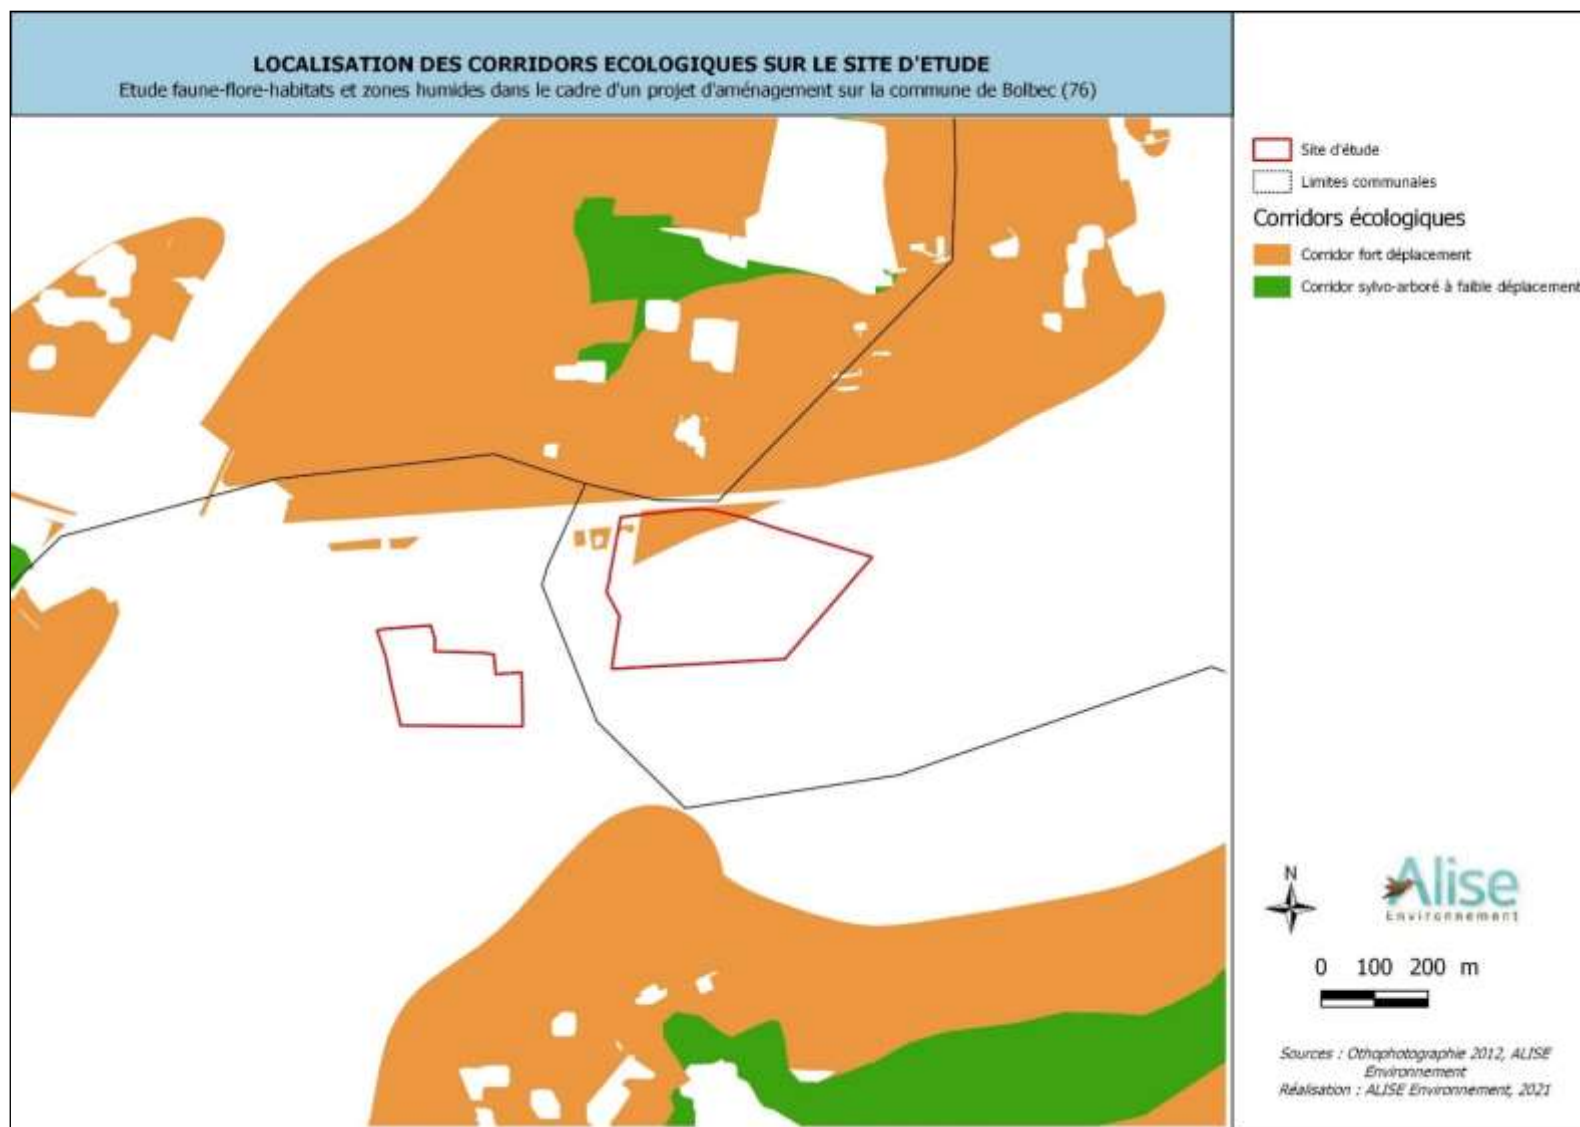 LOCALISATION DES CORRIDORS ECOLOGIQUES SUR LE SITE D'ETUDE
Etude faune-flore-habitats et zones humides dans le cadre d'un projet d'aménagement sur la commune de Bolbec (76)
Site d'étude
Limites communales
Corridors écologiques
Corridor fort déplacement
Corridor sylvo-arboré à faible déplacement
N
Alise
Environnement
0 100 200 m
Sources : Othophotographie 2012, ALISE
Environnement
Réalisation : ALISE Environnement, 2021